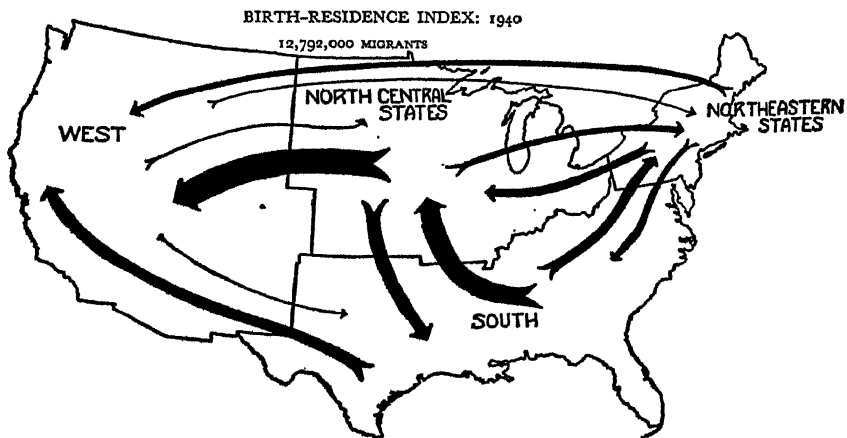 BIRTH-RESIDENCE INDEX: 1940
12,792,000 MIGRANTS
NORTH CENTRAL
STATES
NORTHEASTERN
STATES
WEST
SOUTH